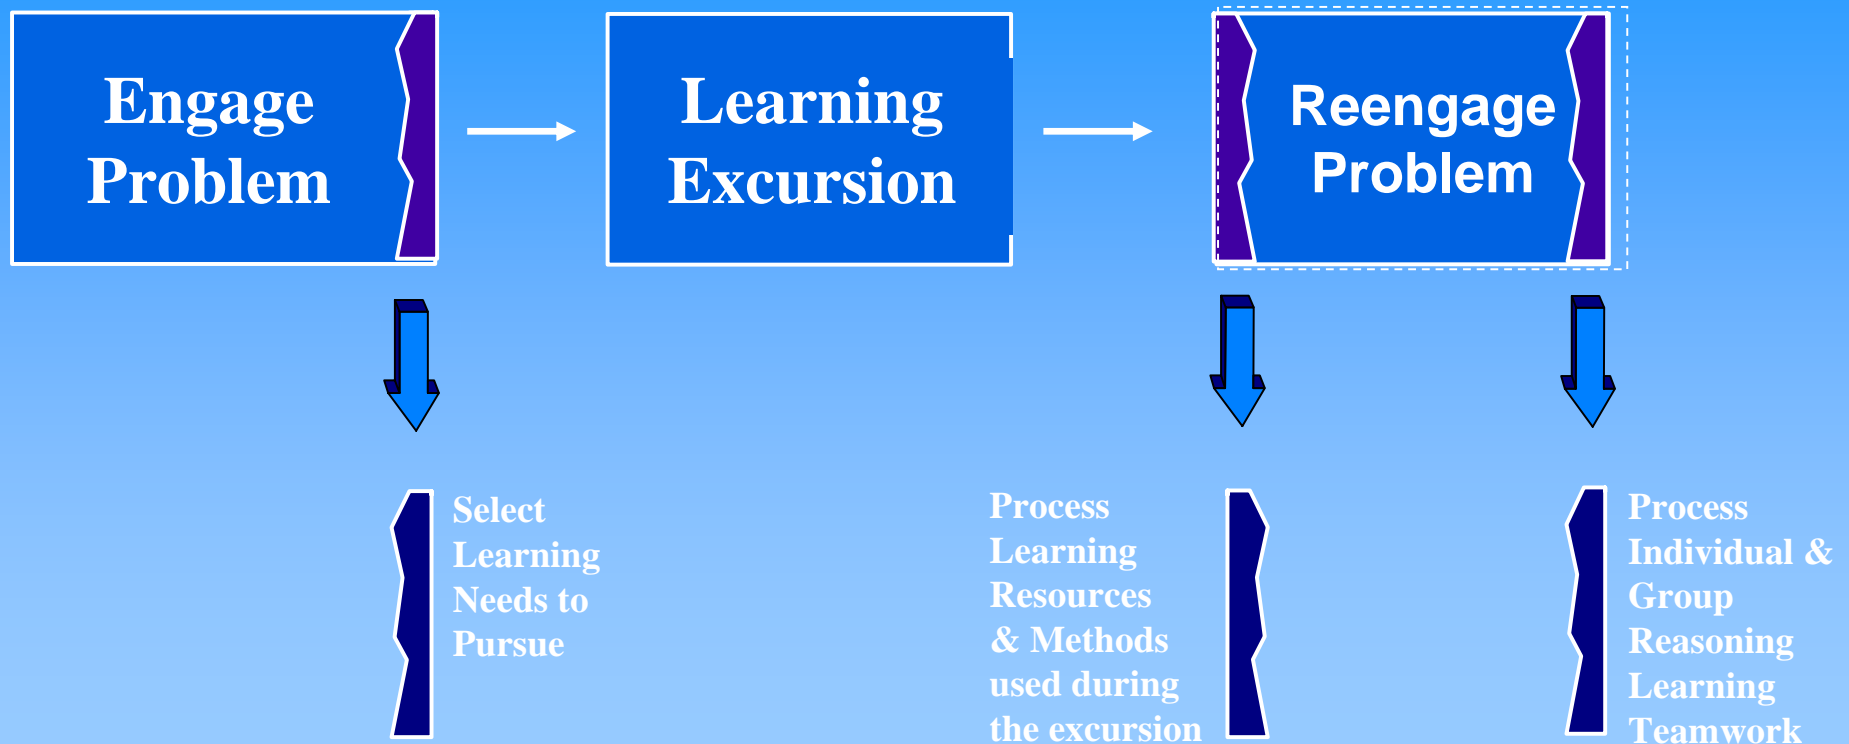 Engage
Problem
Learning
Excursion
Reengage
Problem
Select
Learning
Needs to
Pursue
Process
Learning
Resources
& Methods
used during
the excursion
Process
Individual &
Group
Reasoning
Learning
Teamwork